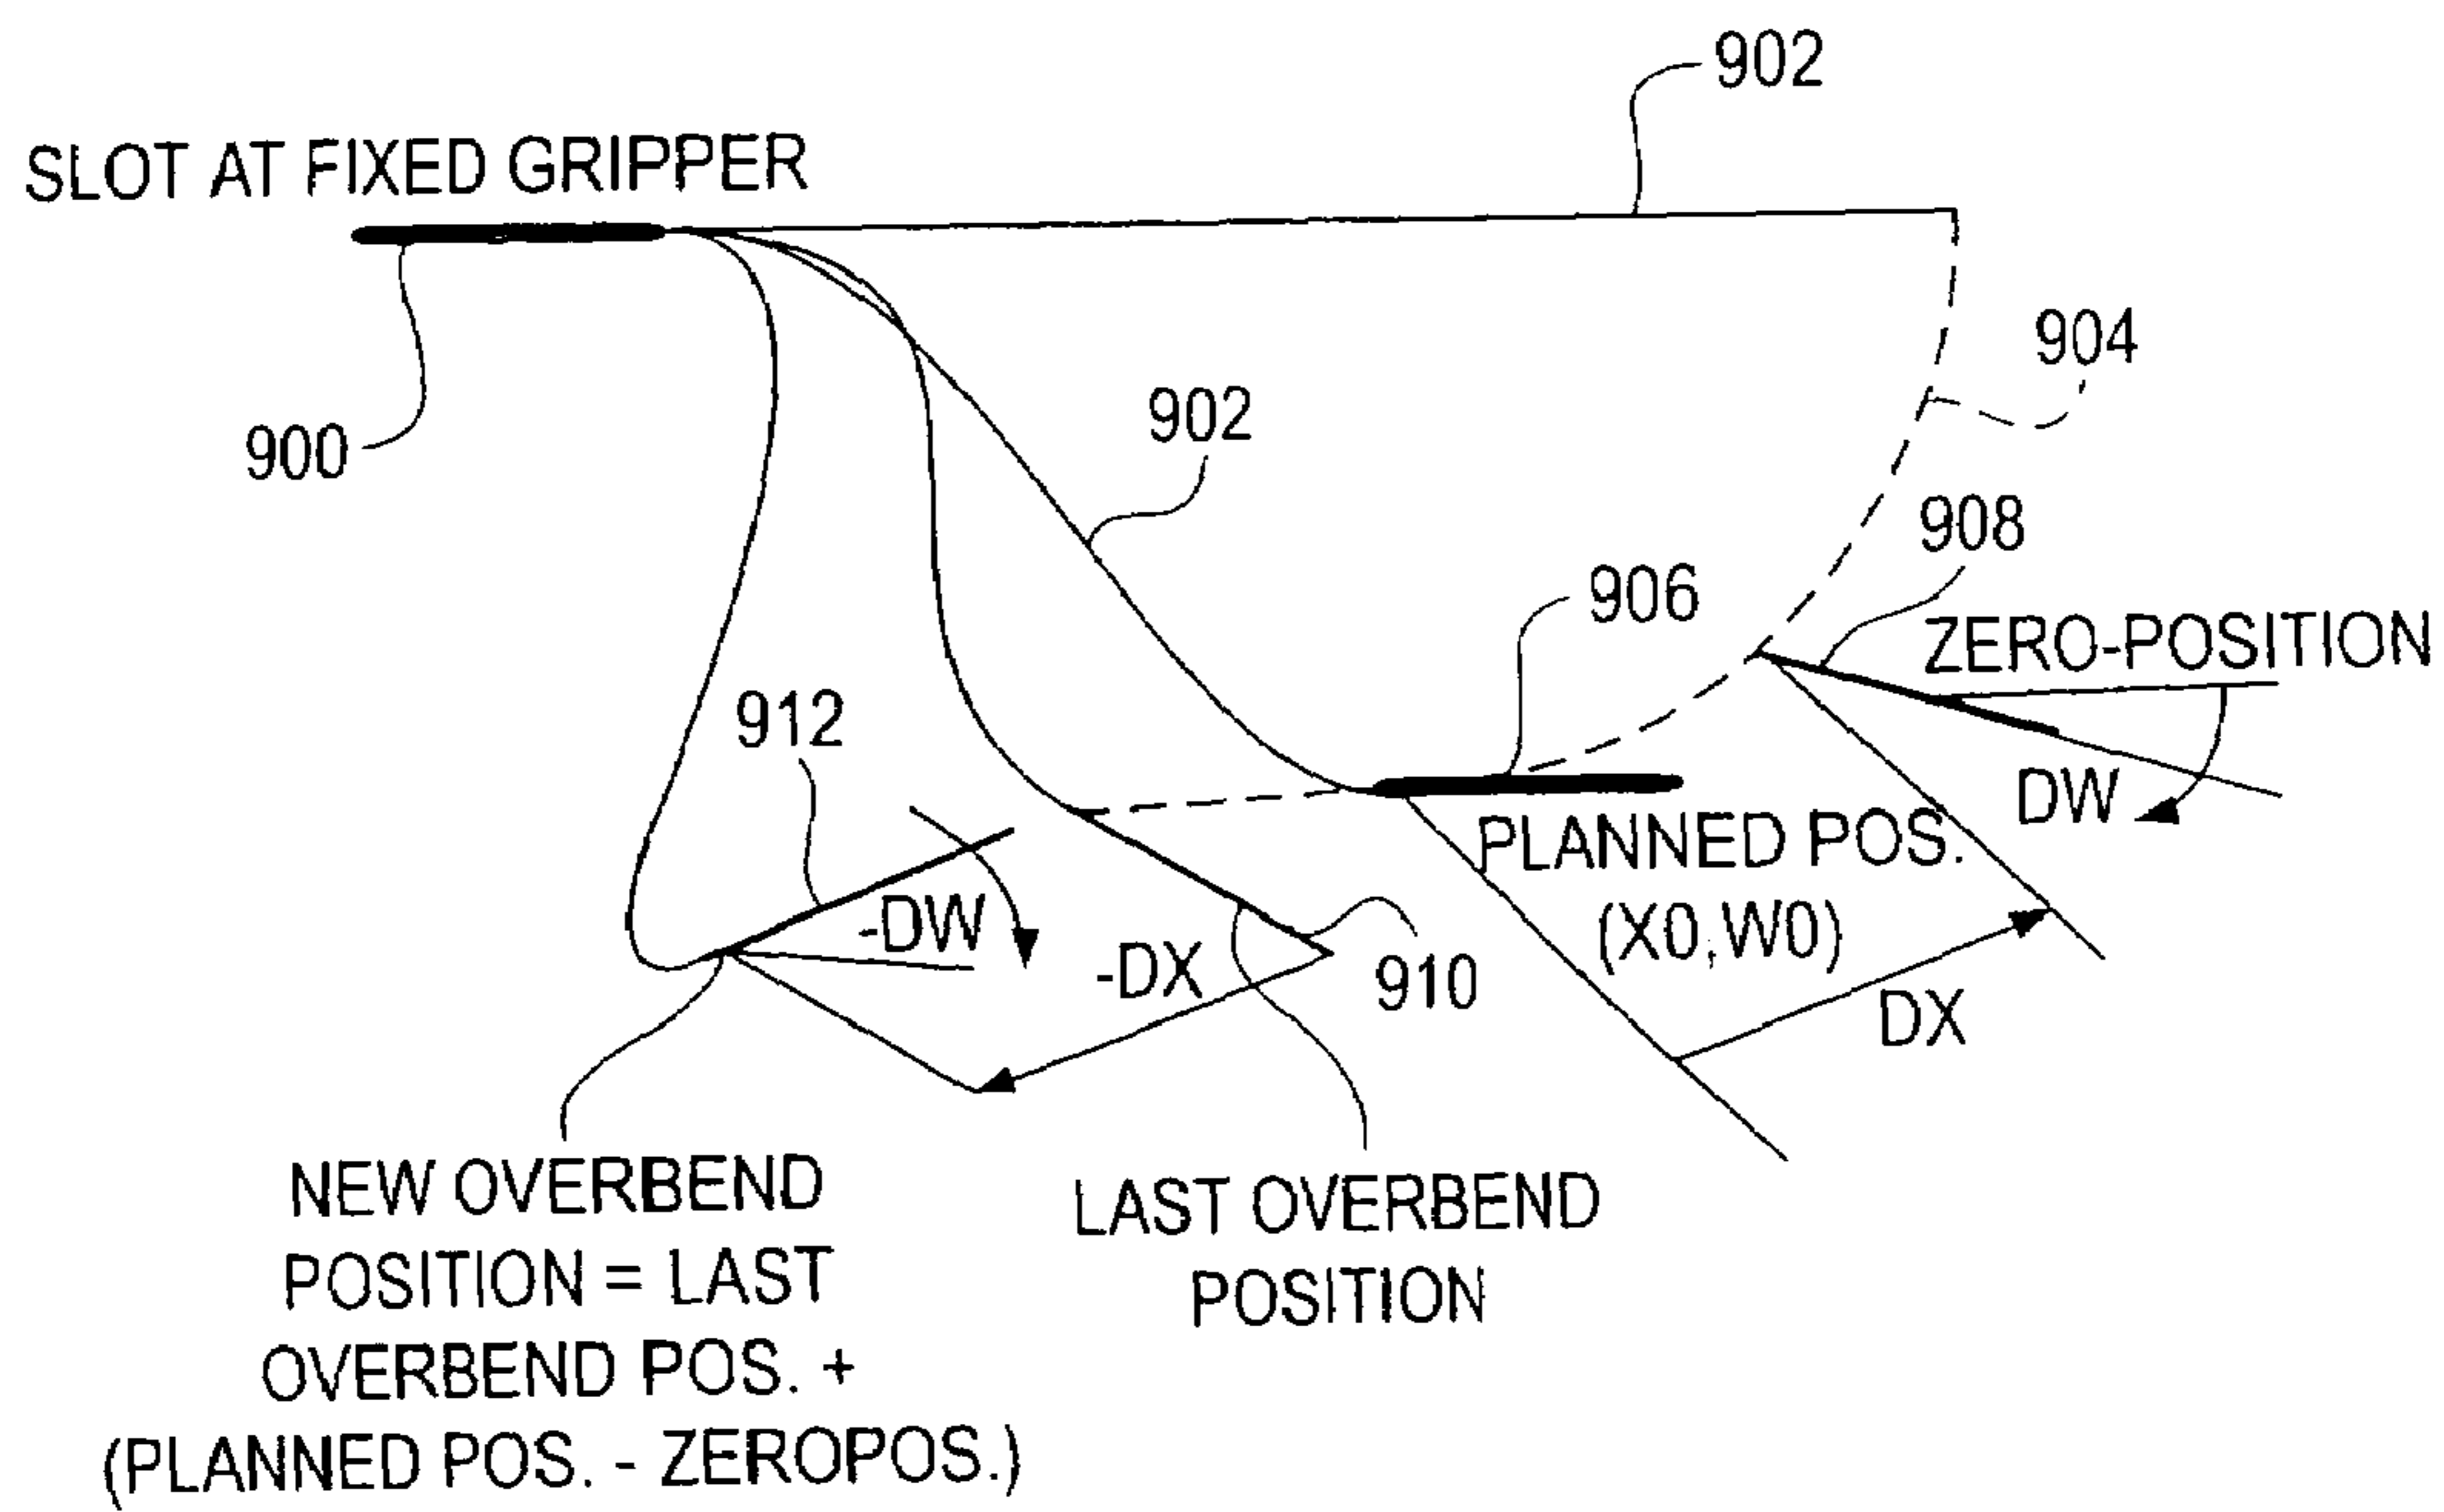 902
SLOT AT FIXED GRIPPER
904
902
900
908
906
ZERO-POSITION
912
DW
PLANNED POS.
(X0,W0)
-DW
-DX
910
DX
NEW OVERBEND
POSITION = LAST
OVERBEND POS. +
(PLANNED POS. - ZEROPOS.)
LAST OVERBEND
POSITION